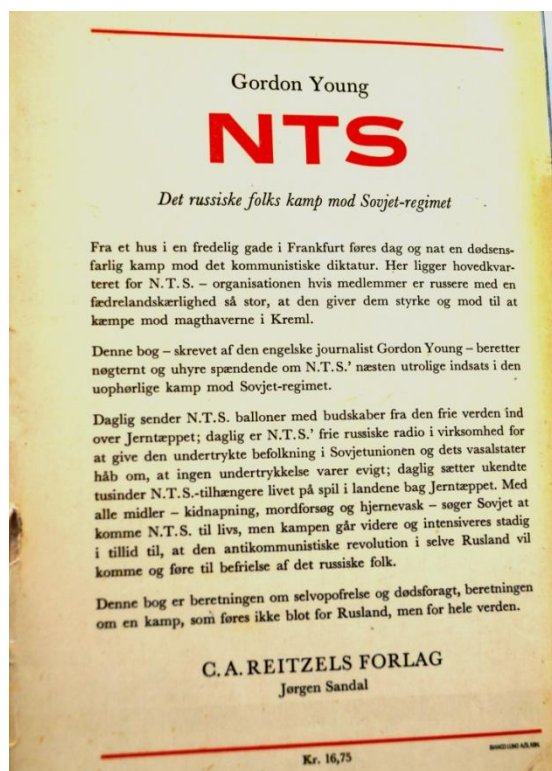 Gordon Young
NTS
Det russiske folks kamp mod Sovjet-regimet
Fra et hus i en fredelig gade i Frankfurt føres dag og nat en dødsens-
farlig kamp mod det kommunistiske diktatur. Her ligger hovedkvar-
teret for N.T.S. – organisationen hvis medlemmer er russere med en
fædrelandskærlighed så stor, at den giver dem styrke og mod til at
kæmpe mod magthaverne i Kreml.
Denne bog – skrevet af den engelske journalist Gordon Young – beretter
nøgternt og uhyre spændende om N.T.S.' næsten utrolige indsats i den
uophørlige kamp mod Sovjet-regimet.
Daglig sender N.T.S. balloner med budskaber fra den frie verden ind
over Jerntæppet; daglig er N.T.S.' frie russiske radio i virksomhed for
at give den undertrykte befolkning i Sovjetunionen og dets vasalstater
håb om, at ingen undertrykkelse varer evigt; daglig sætter ukendte
tusinder N.T.S.-tilhængere livet på spil i landene bag Jerntæppet. Med
alle midler – kidnapning, mordforsøg og hjernevask – søger Sovjet at
komme N.T.S. til livs, men kampen går videre og intensiveres stadig
i tillid til, at den antikommunistiske revolution i selve Rusland vil
komme og føre til befrielse af det russiske folk.
Denne bog er beretningen om selvopofrelse og dødsforagt, beretningen
om en kamp, som føres ikke blot for Rusland, men for hele verden.
C. A. REITZELS FORLAG
Jørgen Sandal
BIANCO LUNO A/S, KBH.
Kr. 16,75